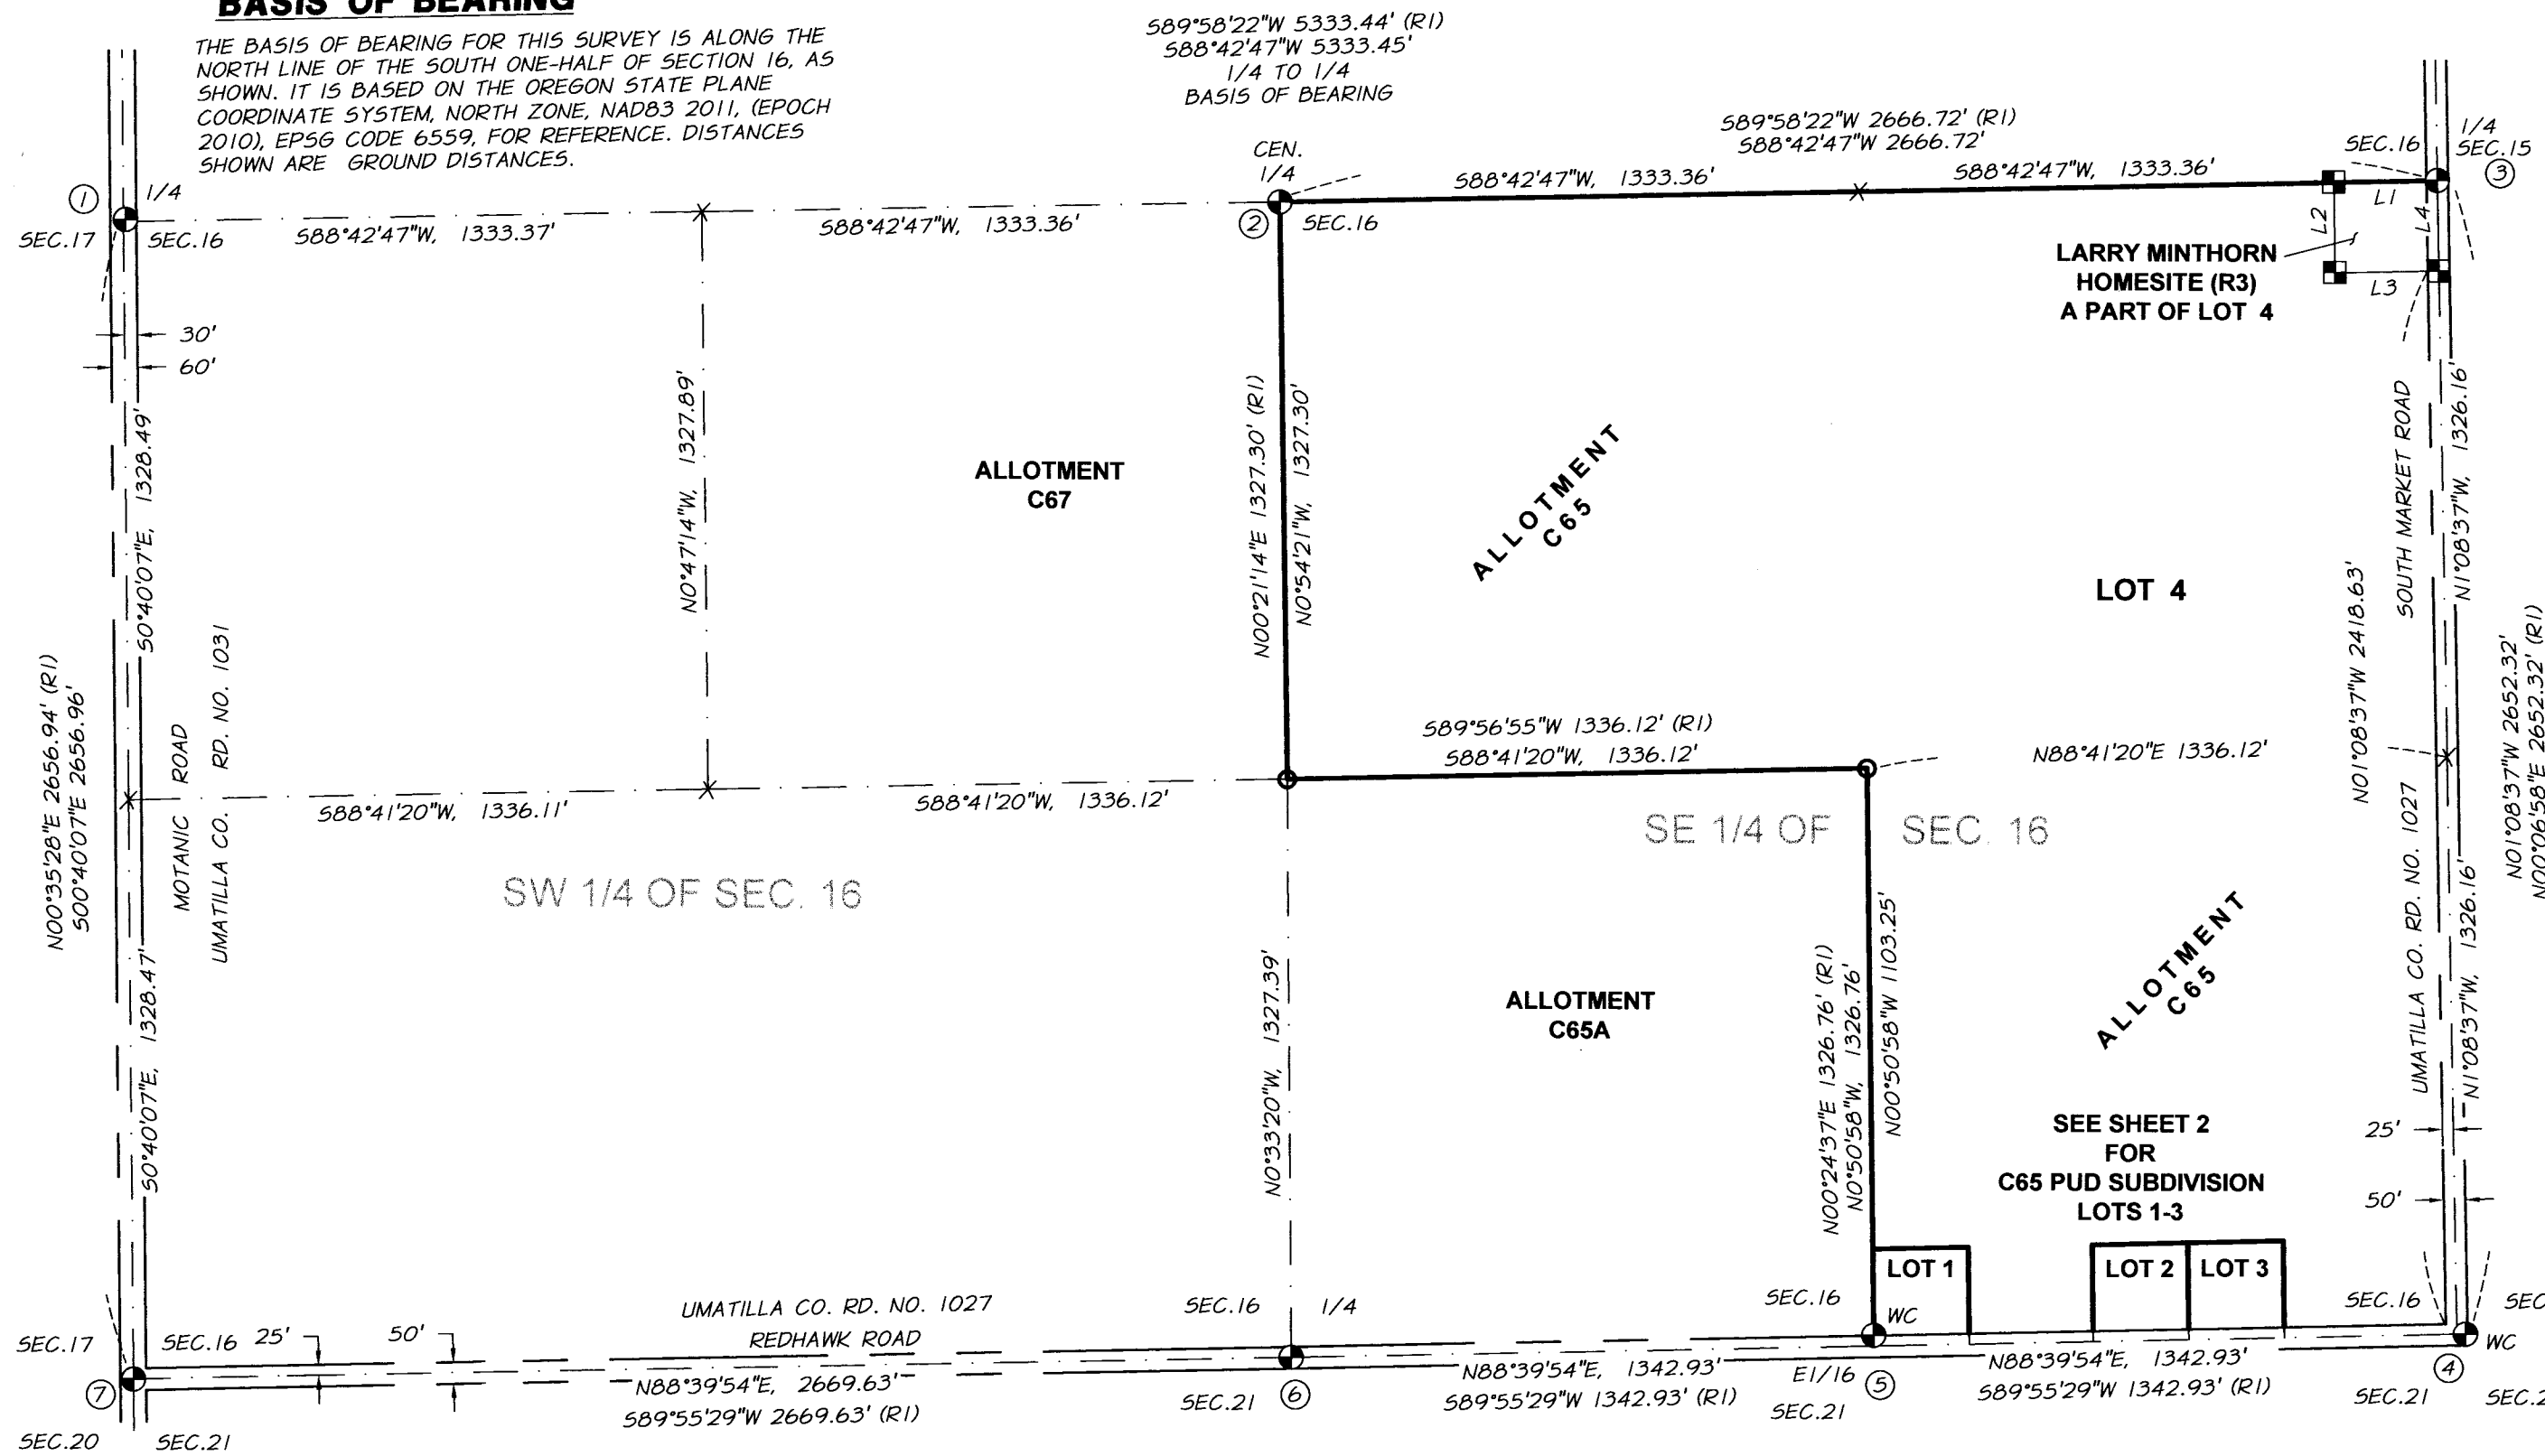 BASIS OF BEARING
THE BASIS OF BEARING FOR THIS SURVEY IS ALONG THE
NORTH LINE OF THE SOUTH ONE-HALF OF SECTION 16, AS
SHOWN. IT IS BASED ON THE OREGON STATE PLANE
COORDINATE SYSTEM, NORTH ZONE, NAD83 2011, (EPOCH
2010), EPSG CODE 6559, FOR REFERENCE. DISTANCES
SHOWN ARE GROUND DISTANCES.
S89°58'22"W 5333.44' (R1)
S88°42'47"W 5333.45'
1/4 TO 1/4
BASIS OF BEARING
S89°58'22"W 2666.72' (R1)
S88°42'47"W 2666.72'
CEN.
1/4
S88°42'47"W, 1333.36'
S88°42'47"W, 1333.36'
SEC.16
1/4
SEC.15
3
1
1/4
SEC.17
SEC.16
S88°42'47"W, 1333.37'
S88°42'47"W, 1333.36'
2
SEC.16
L1
L2
L4
L3
LARRY MINTHORN
HOMESITE (R3)
A PART OF LOT 4
30'
60'
S0°40'07"E, 1328.49'
N0°47'14"W, 1327.89'
ALLOTMENT
C67
N00°21'14"E 1327.30' (R1)
N0°54'21"W, 1327.30'
ALLOTMENT
C65
LOT 4
N01°08'37"W 2418.63'
SOUTH MARKET ROAD
N1°08'37"W, 1326.16'
N01°08'37"W 2652.32'
N00°06'58"E 2652.32' (R1)
N00°35'28"E 2656.94' (R1)
S00°40'07"E 2656.96'
MOTANIC ROAD
UMATILLA CO. RD. NO. 1031
S89°56'55"W 1336.12' (R1)
S88°41'20"W, 1336.12'
N88°41'20"E 1336.12'
S88°41'20"W, 1336.11'
S88°41'20"W, 1336.12'
SE 1/4 OF SEC. 16
SW 1/4 OF SEC. 16
S0°40'07"E, 1328.47'
N0°33'20"W, 1327.39'
ALLOTMENT
C65A
N00°24'37"E 1326.76' (R1)
N0°50'58"W, 1326.76'
N00°50'58"W 1103.25'
ALLOTMENT
C65
UMATILLA CO. RD. NO. 1027
N1°08'37"W, 1326.16'
SEE SHEET 2
FOR
C65 PUD SUBDIVISION
LOTS 1-3
25'
50'
LOT 1
LOT 2
LOT 3
UMATILLA CO. RD. NO. 1027
REDHAWK ROAD
SEC.16
1/4
SEC.16
WC
SEC.16
SEC
WC
SEC.17
SEC.16
25'
50'
7
N88°39'54"E, 2669.63'
S89°55'29"W 2669.63' (R1)
SEC.21
6
N88°39'54"E, 1342.93'
S89°55'29"W 1342.93' (R1)
E1/16
5
SEC.21
N88°39'54"E, 1342.93'
S89°55'29"W 1342.93' (R1)
4
SEC.21
SEC.2
SEC.20
SEC.21